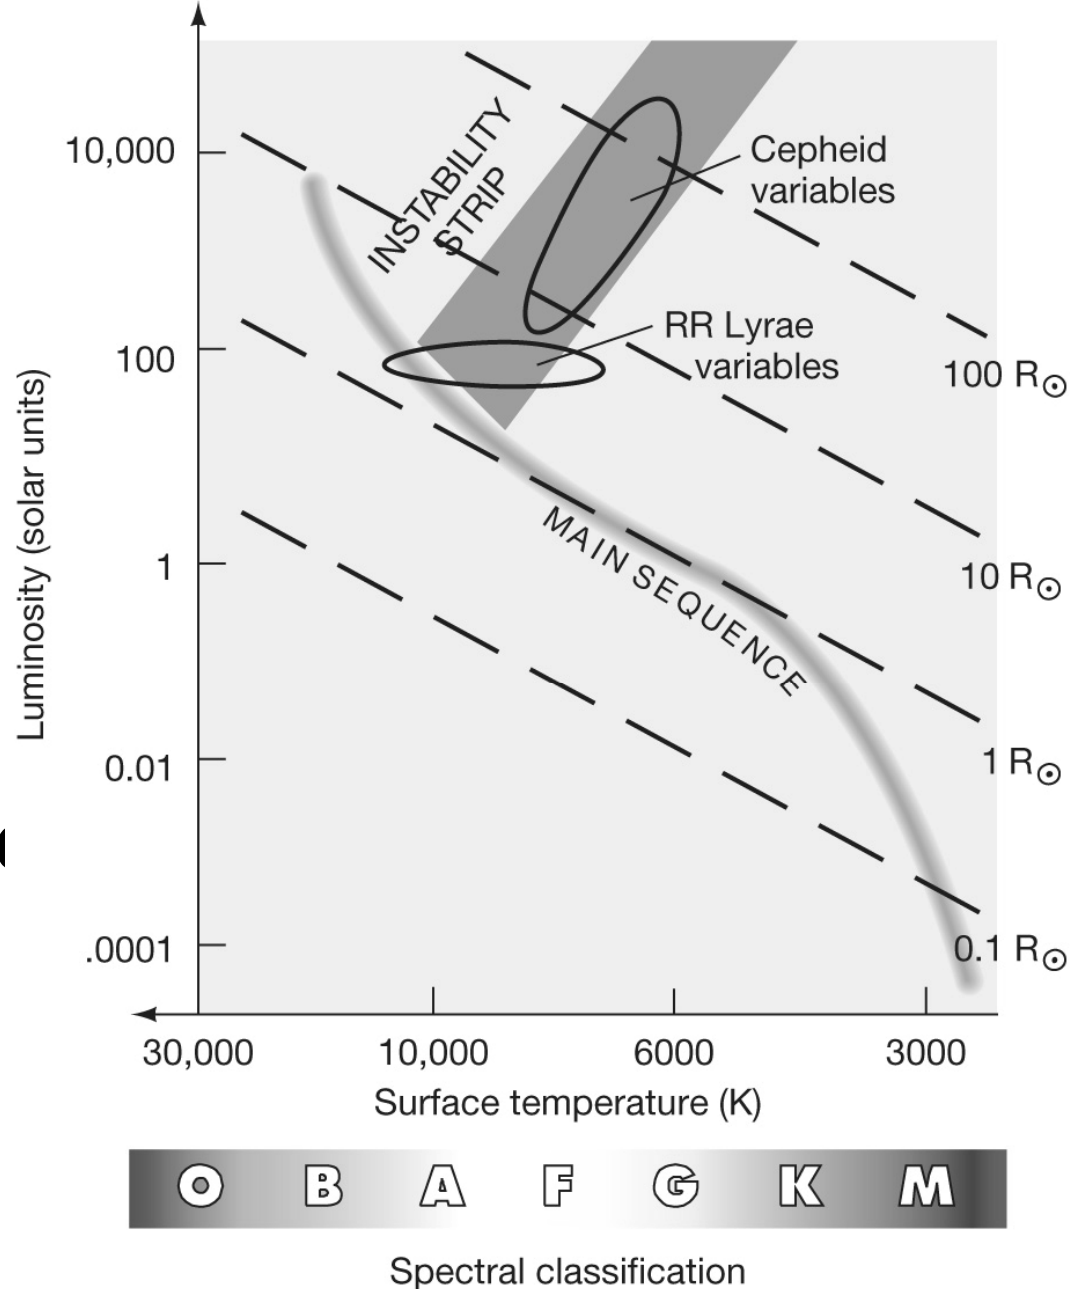 10,000
100
1
0.01
.0001
Luminosity (solar units)
INSTABILITY
STRIP
Cepheid
variables
RR Lyrae
variables
MAIN SEQUENCE
100 R⊙
10 R⊙
1 R⊙
0.1 R⊙
30,000
10,000
6000
3000
Surface temperature (K)
O B A F G K M
Spectral classification